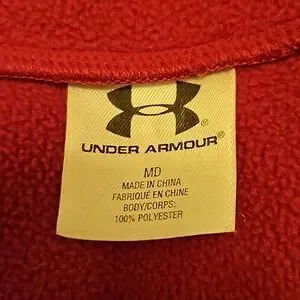 ®
UNDER ARMOUR®
MD
MADE IN CHINA
FABRIQUÉ EN CHINE
BODY/CORPS:
100% POLYESTER